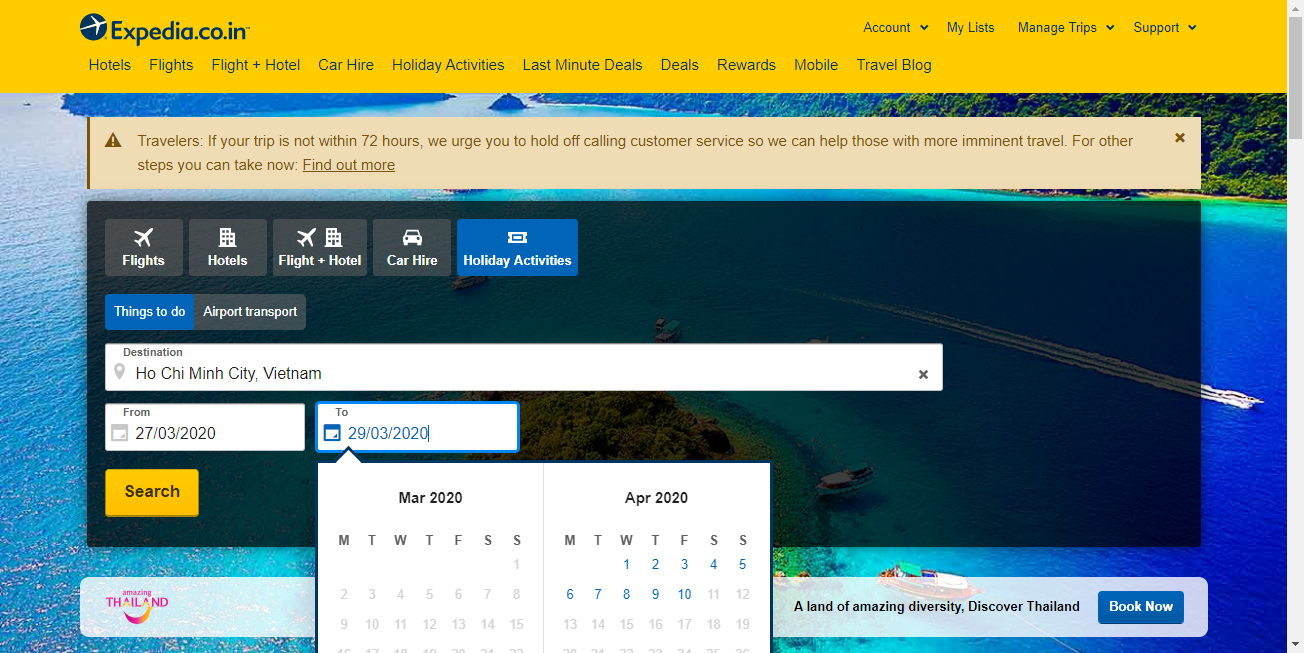 Expedia.co.in
Account My Lists Manage Trips Support
Hotels Flights Flight + Hotel Car Hire Holiday Activities Last Minute Deals Deals Rewards Mobile Travel Blog
Travelers: If your trip is not within 72 hours, we urge you to hold off calling customer service so we can help those with more imminent travel. For other
steps you can take now: Find out more
Flights Hotels Flight + Hotel Car Hire Holiday Activities
Things to do Airport transport
Destination
Ho Chi Minh City, Vietnam
From
27/03/2020
To
29/03/2020
Search
Mar 2020
M T W T F S S
1
2 3 4 5 6 7 8
9 10 11 12 13 14 15
Apr 2020
M T W T F S S
1 2 3 4 5
6 7 8 9 10 11 12
13 14 15 16 17 18 19
amazing
THAILAND
A land of amazing diversity, Discover Thailand
Book Now